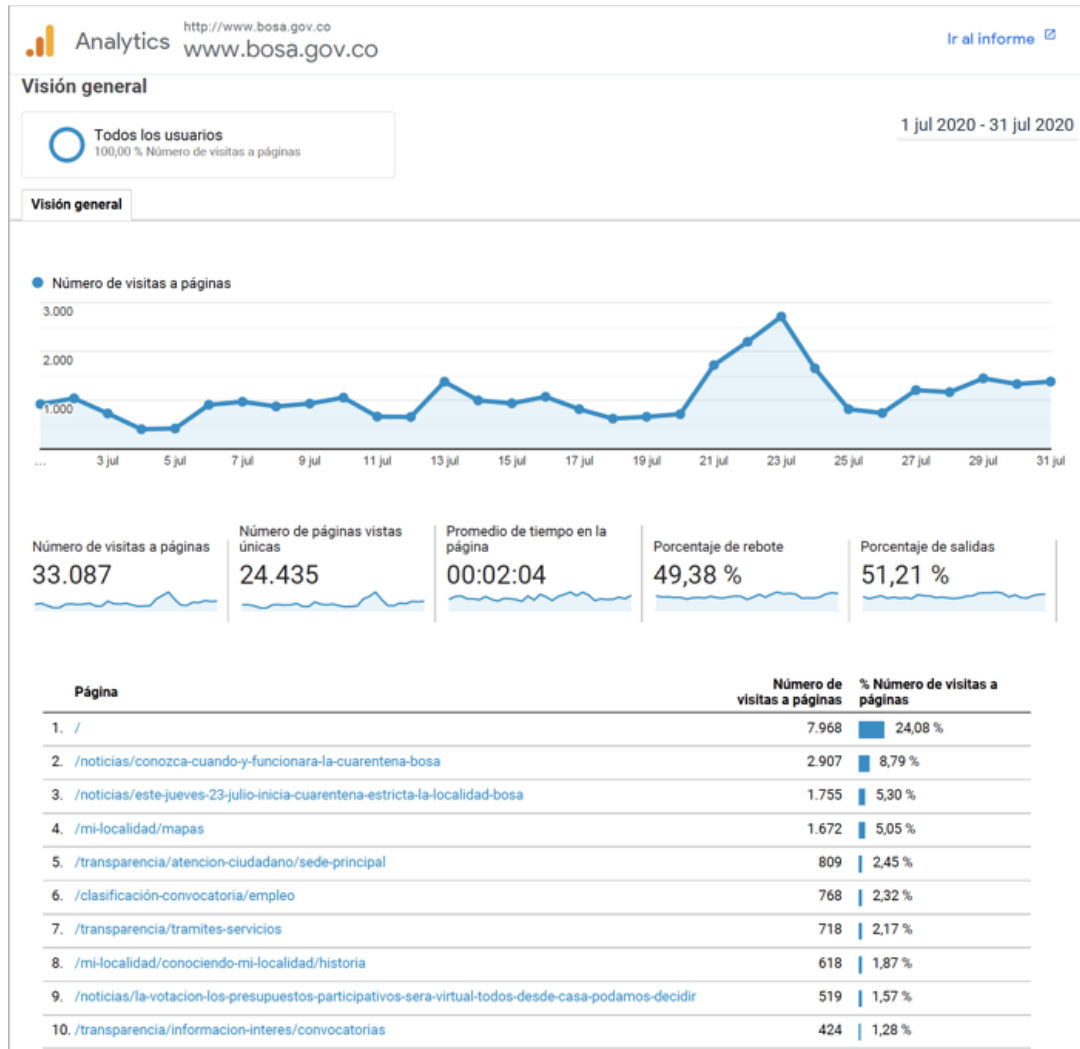 Analytics
http://www.bosa.gov.co
www.bosa.gov.co
Ir al informe
Visión general
Todos los usuarios
100,00 % Número de visitas a páginas
1 jul 2020 - 31 jul 2020
Visión general
Número de visitas a páginas
3.000
2.000
1.000
... 3 jul 5 jul 7 jul 9 jul 11 jul 13 jul 15 jul 17 jul 19 jul 21 jul 23 jul 25 jul 27 jul 29 jul 31 jul
Número de visitas a páginas
33.087
Número de páginas vistas
únicas
24.435
Promedio de tiempo en la
página
00:02:04
Porcentaje de rebote
49,38 %
Porcentaje de salidas
51,21 %
Página
Número de
visitas a páginas
% Número de visitas a
páginas
1. / 7.968 24,08 %
2. /noticias/conozca-cuando-y-funcionara-la-cuarentena-bosa 2.907 8,79 %
3. /noticias/este-jueves-23-julio-inicia-cuarentena-estricta-la-localidad-bosa 1.755 5,30 %
4. /mi-localidad/mapas 1.672 5,05 %
5. /transparencia/atencion-ciudadano/sede-principal 809 2,45 %
6. /clasificación-convocatoria/empleo 768 2,32 %
7. /transparencia/tramites-servicios 718 2,17 %
8. /mi-localidad/conociendo-mi-localidad/historia 618 1,87 %
9. /noticias/la-votacion-los-presupuestos-participativos-sera-virtual-todos-desde-casa-podamos-decidir 519 1,57 %
10. /transparencia/informacion-interes/convocatorias 424 1,28 %